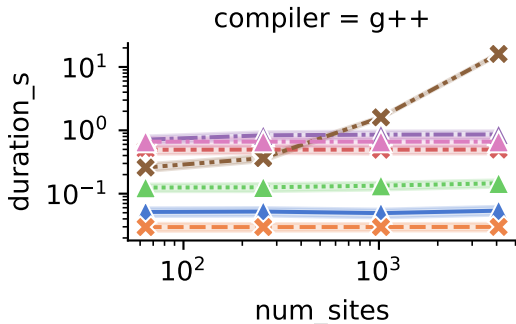 compiler = g++
duration_s
10¹
10⁰
10⁻¹
10² 10³
num_sites